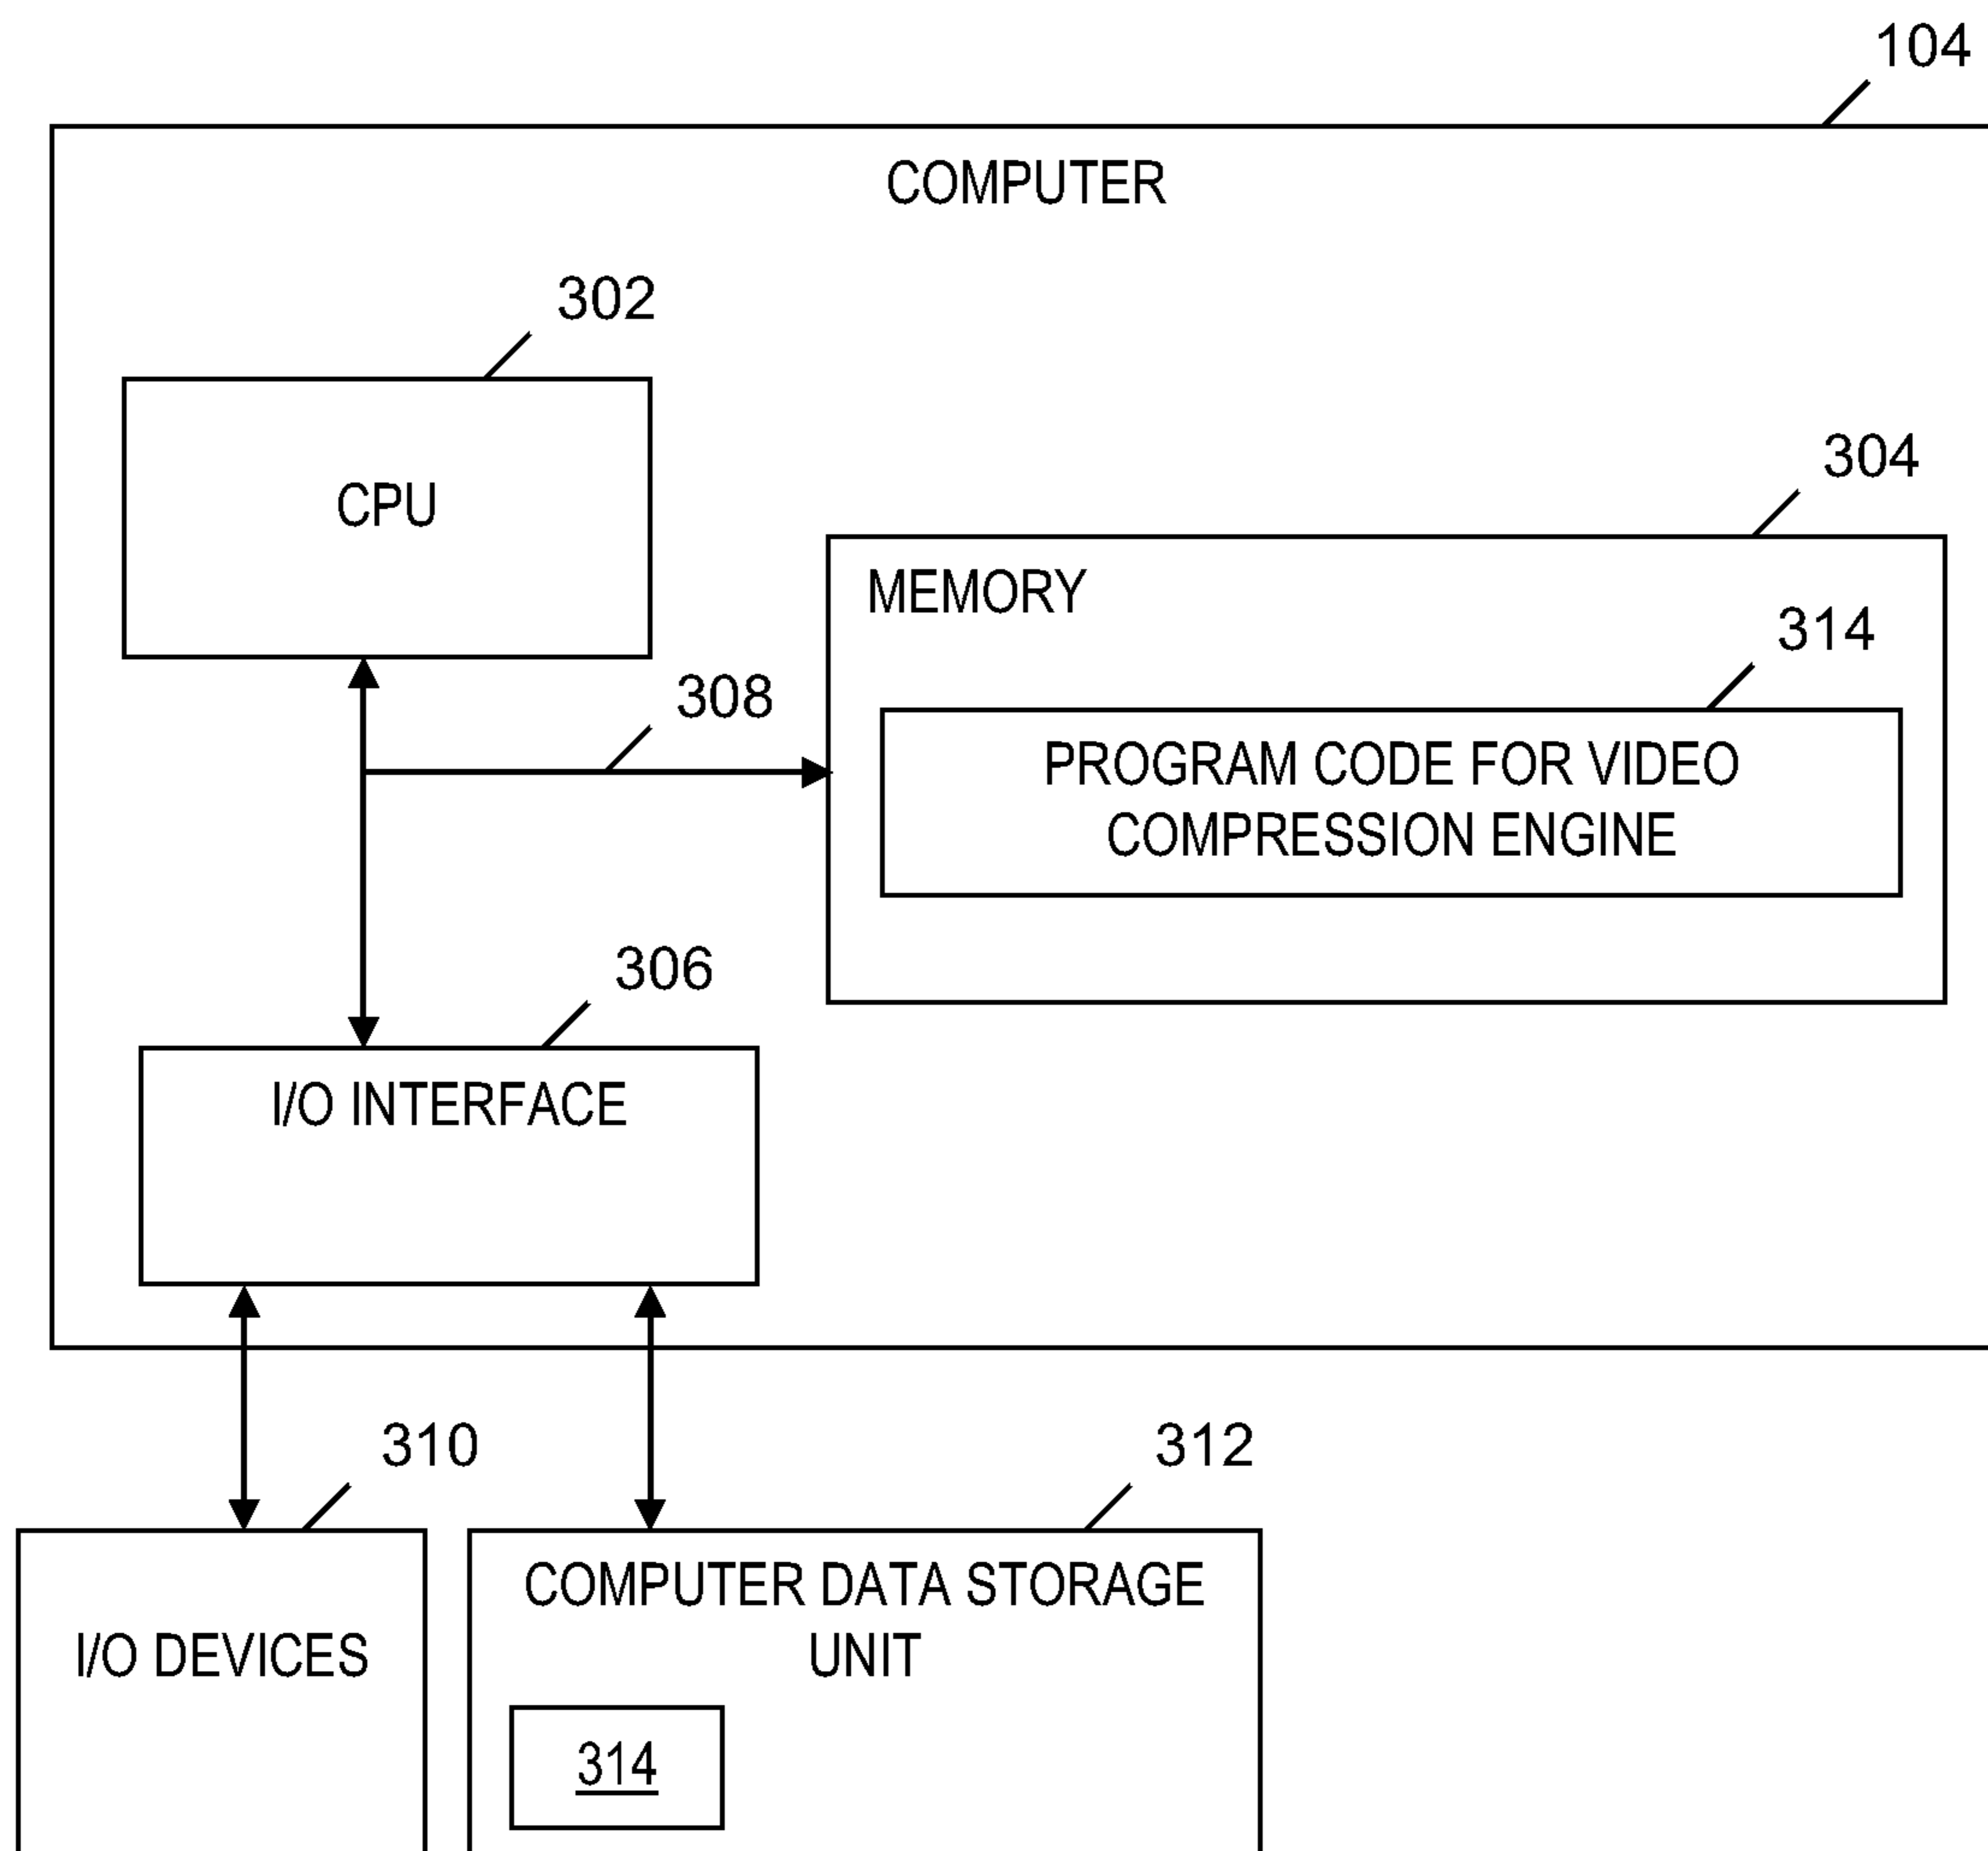 104
COMPUTER
302
CPU
304
MEMORY
314
308
PROGRAM CODE FOR VIDEO
COMPRESSION ENGINE
306
I/O INTERFACE
310
312
COMPUTER DATA STORAGE
UNIT
I/O DEVICES
314